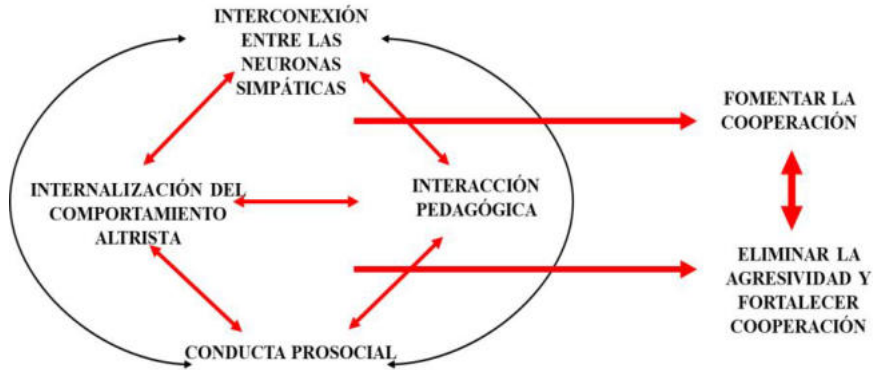 INTERCONEXIÓN
ENTRE LAS
NEURONAS
SIMPÁTICAS
FOMENTAR LA
COOPERACIÓN
INTERNALIZACIÓN DEL
COMPORTAMIENTO
ALTRISTA
INTERACCIÓN
PEDAGÓGICA
ELIMINAR LA
AGRESIVIDAD Y
FORTALECER
COOPERACIÓN
CONDUCTA PROSOCIAL